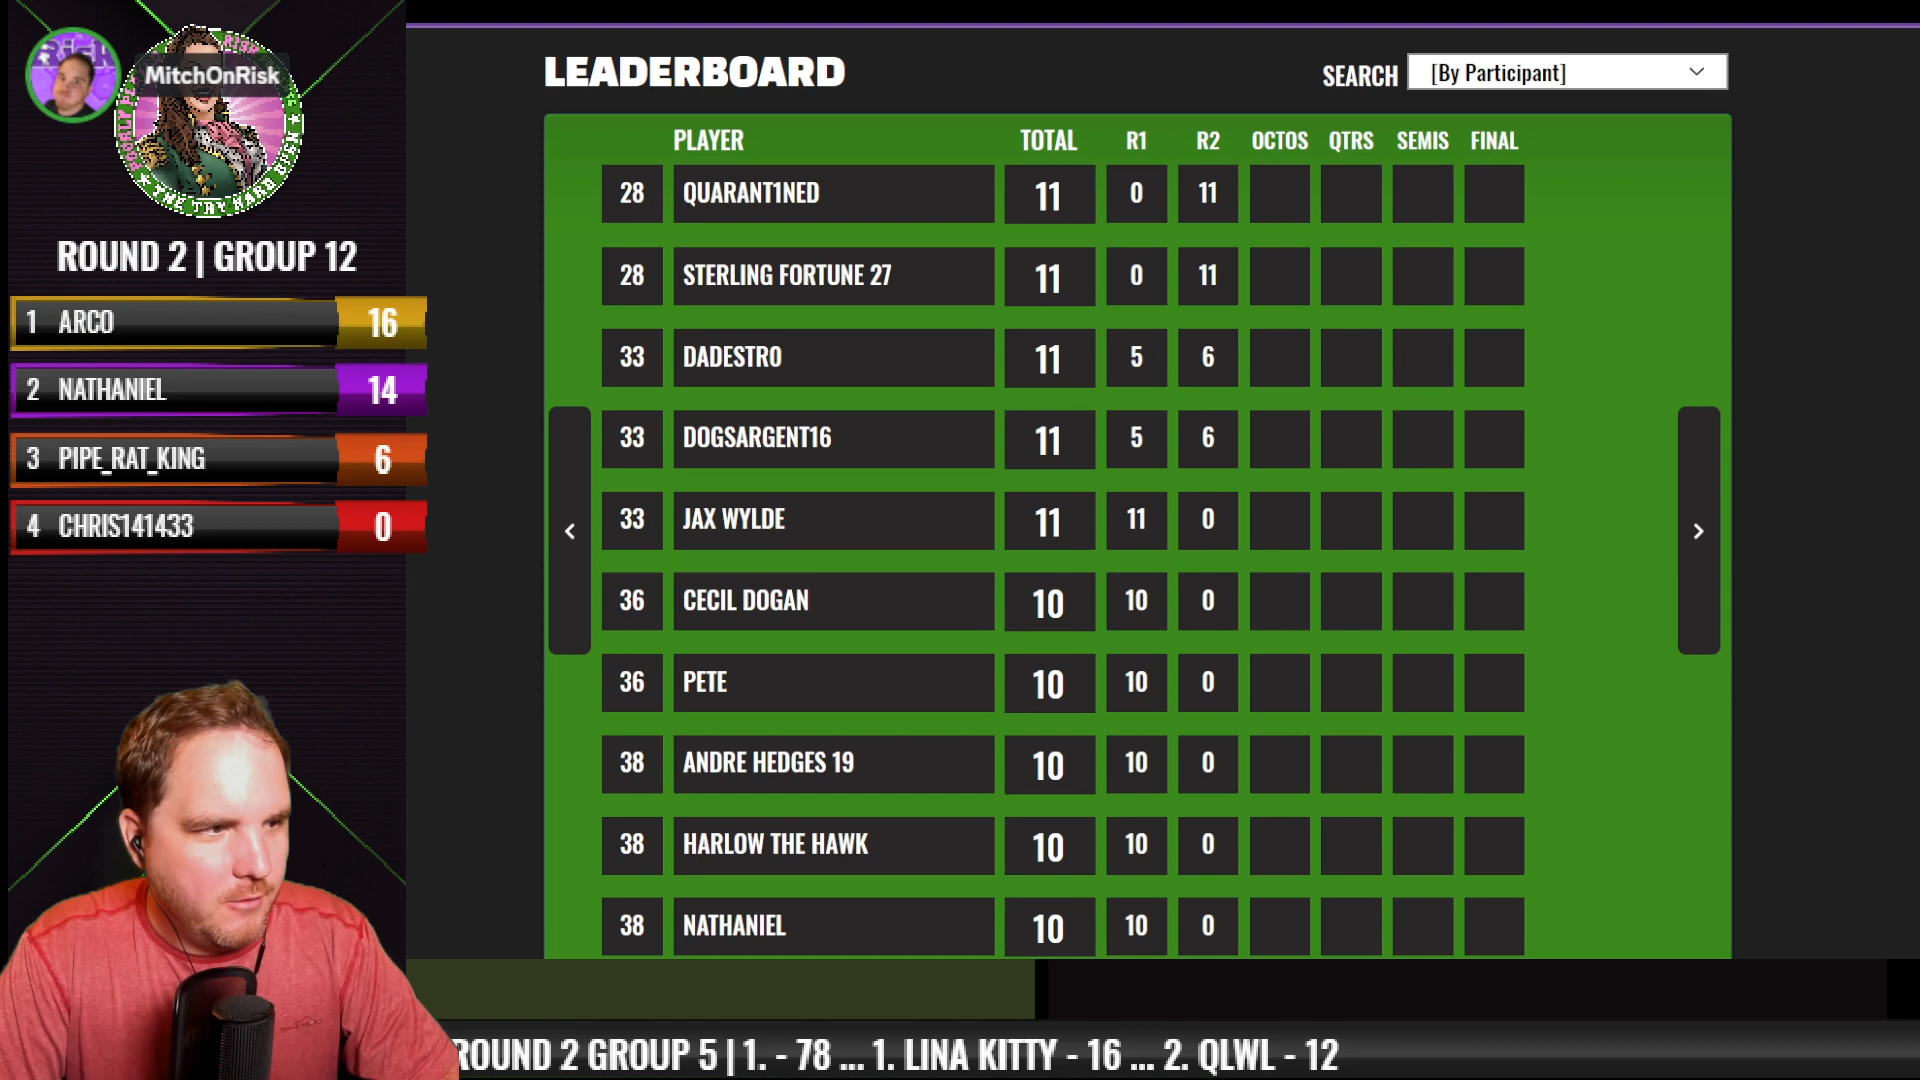 MitchOnRisk
THE TRY HARD
ROUND 2 | GROUP 12
1 ARCO 16
2 NATHANIEL 14
3 PIPE_RAT_KING 6
4 CHRIS141433 0
LEADERBOARD
SEARCH [By Participant]
PLAYER TOTAL R1 R2 OCTOS QTRS SEMIS FINAL
28 QUARANT1NED 11 0 11
28 STERLING FORTUNE 27 11 0 11
33 DADESTRO 11 5 6
33 DOGSARGENT16 11 5 6
33 JAX WYLDE 11 11 0
36 CECIL DOGAN 10 10 0
36 PETE 10 10 0
38 ANDRE HEDGES 19 10 10 0
38 HARLOW THE HAWK 10 10 0
38 NATHANIEL 10 10 0
ROUND 2 GROUP 5 | 1. - 78 ... 1. LINA KITTY - 16 ... 2. QLWL - 12